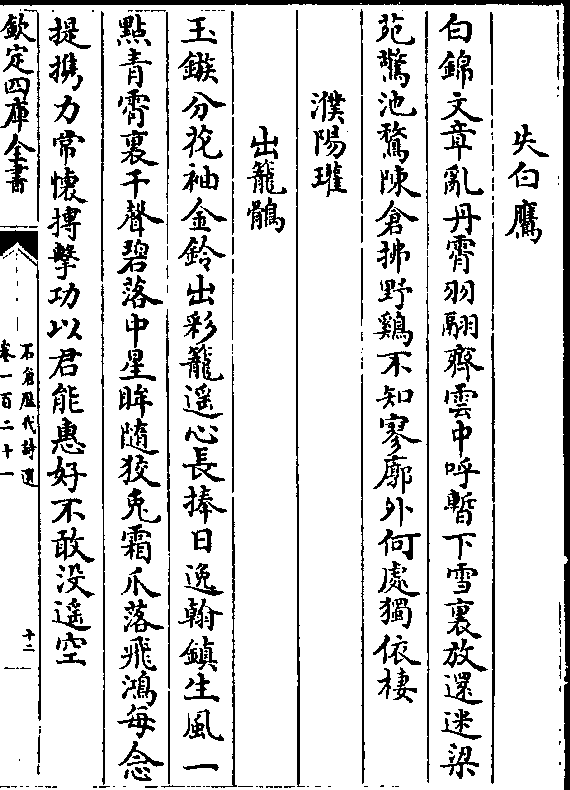 失白鷹
白錦文章亂丹霄羽翮齊雲中呼暫下雪裏放還迷梁
苑驚池鶩陳倉拂野鷄不知寥廓外何處獨依棲
濮陽瓘
出籠鶻
玉鏃分花袖金鈴出彩籠遥心長捧日逸翰鎮生風一
點青霄裏千聲碧落中星眸隨狡兎霜爪落飛鴻每念
提携力常懷搏擊功以君能惠好不敢没遥空
欽定四庫全書
石倉歷代詩選
卷一百二十一
十二